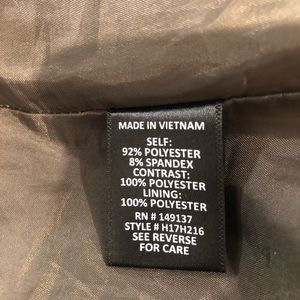 MADE IN VIETNAM
SELF:
92% POLYESTER
8% SPANDEX
CONTRAST:
100% POLYESTER
LINING:
100% POLYESTER
RN # 149137
STYLE # H17H216
SEE REVERSE
FOR CARE